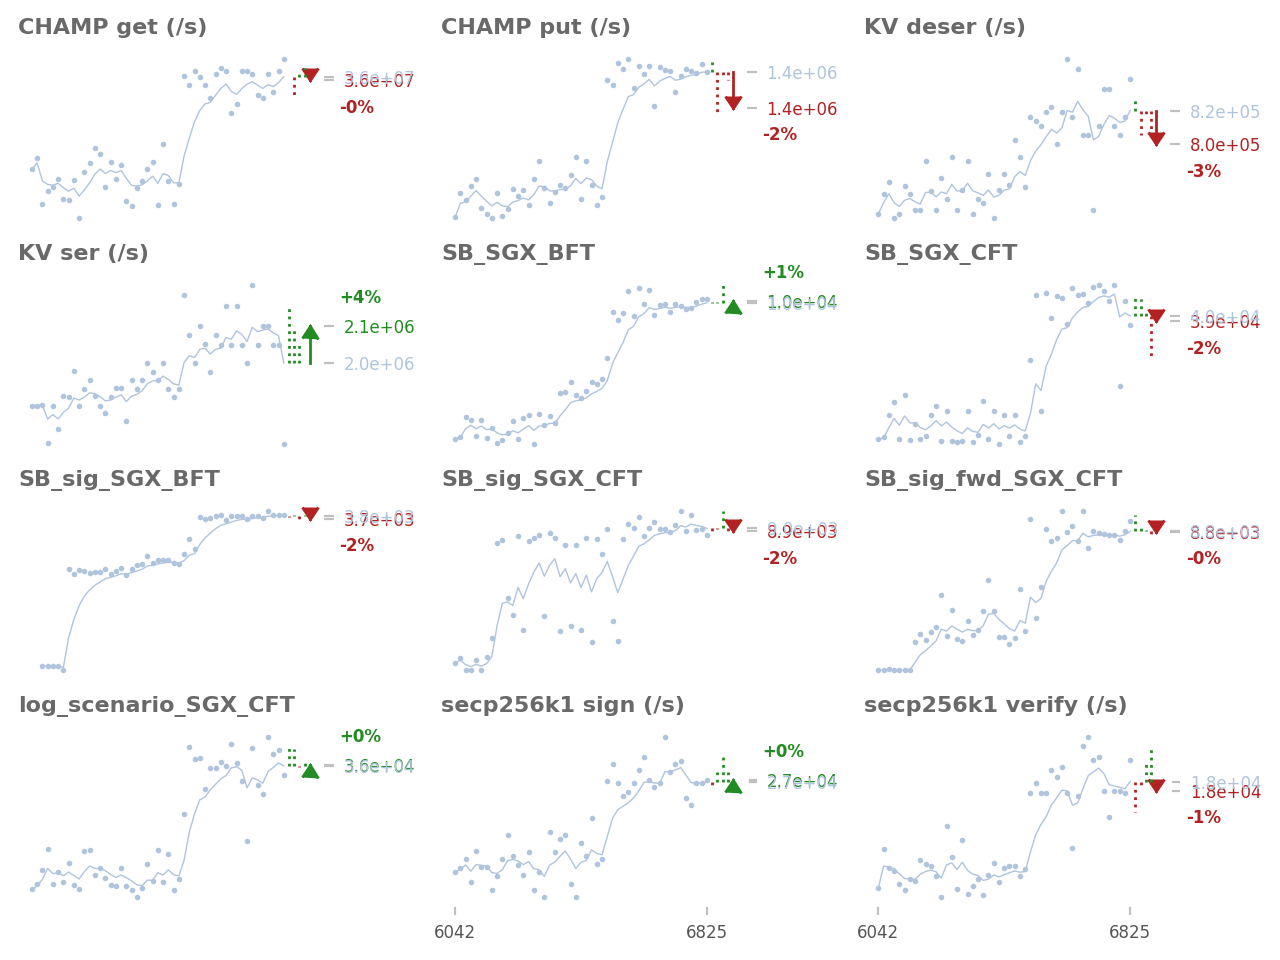 CHAMP get (/s)
3.6e+07
-0%
CHAMP put (/s)
1.4e+06
1.4e+06
-2%
KV deser (/s)
8.2e+05
8.0e+05
-3%
KV ser (/s)
+4%
2.1e+06
2.0e+06
SB_SGX_BFT
+1%
1.0e+04
SB_SGX_CFT
3.9e+04
-2%
SB_sig_SGX_BFT
3.7e+03
-2%
SB_sig_SGX_CFT
8.9e+03
-2%
SB_sig_fwd_SGX_CFT
8.8e+03
-0%
log_scenario_SGX_CFT
+0%
3.6e+04
secp256k1 sign (/s)
+0%
2.7e+04
6042
6825
secp256k1 verify (/s)
1.8e+04
1.8e+04
-1%
6042
6825